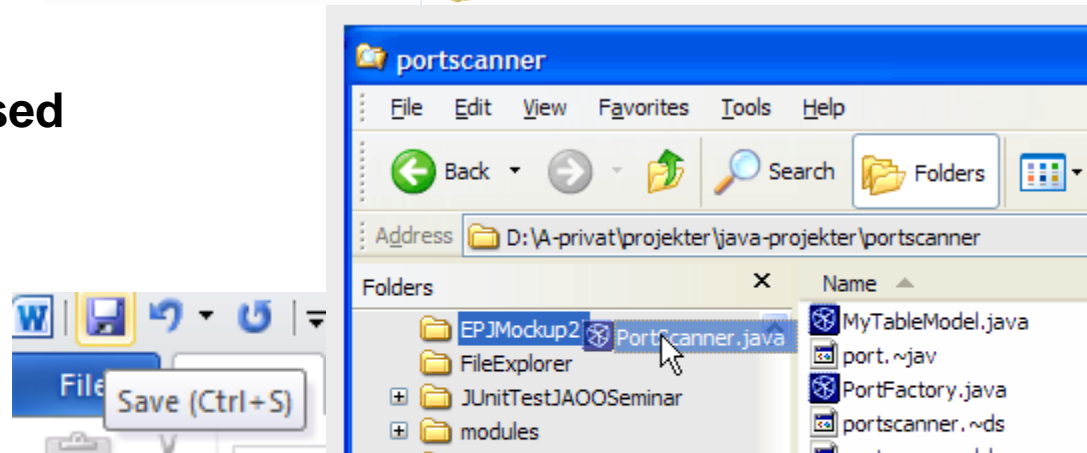 sed
portscanner
File Edit View Favorites Tools Help
Back Search Folders
Address D:\A-privat\projekter\java-projekter\portscanner
Folders x Name
EPJMockup2 PortScanner.java MyTableModel.java
FileExplorer port.~jav
JUnitTestJAOOSeminar PortFactory.java
modules portscanner.~ds
W
File
Save (Ctrl+S)